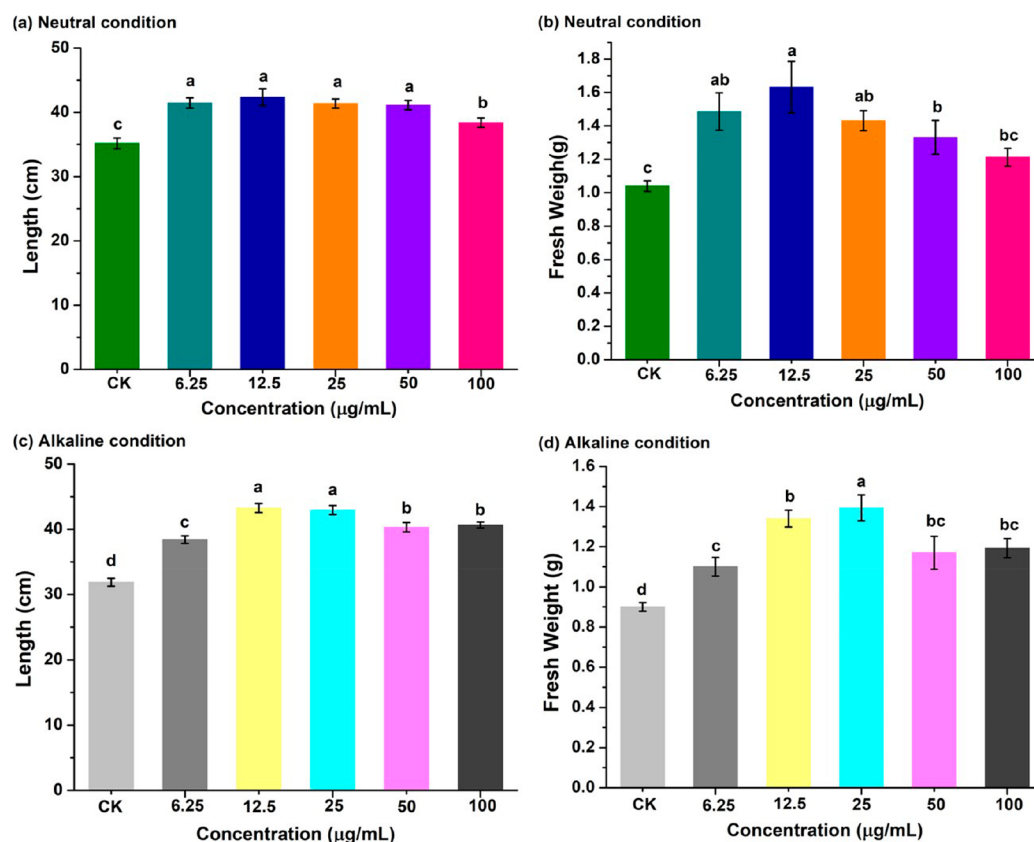 (a) Neutral condition
50
40
30
20
10
0
Length (cm)
c
a
a
a
a
b
CK
6.25
12.5
25
50
100
Concentration (μg/mL)
(b) Neutral condition
1.8
1.6
1.4
1.2
1.0
0.8
0.6
0.4
0.2
0.0
Fresh Weigh(g)
c
ab
a
ab
b
bc
CK
6.25
12.5
25
50
100
Concentration (μg/mL)
(c) Alkaline condition
50
40
30
20
10
0
Length (cm)
d
c
a
a
b
b
CK
6.25
12.5
25
50
100
Concentration (μg/mL)
(d) Alkaline condition
1.6
1.4
1.2
1.0
0.8
0.6
0.4
0.2
0.0
Fresh Weight (g)
d
c
b
a
bc
bc
CK
6.25
12.5
25
50
100
Concentration (μg/mL)